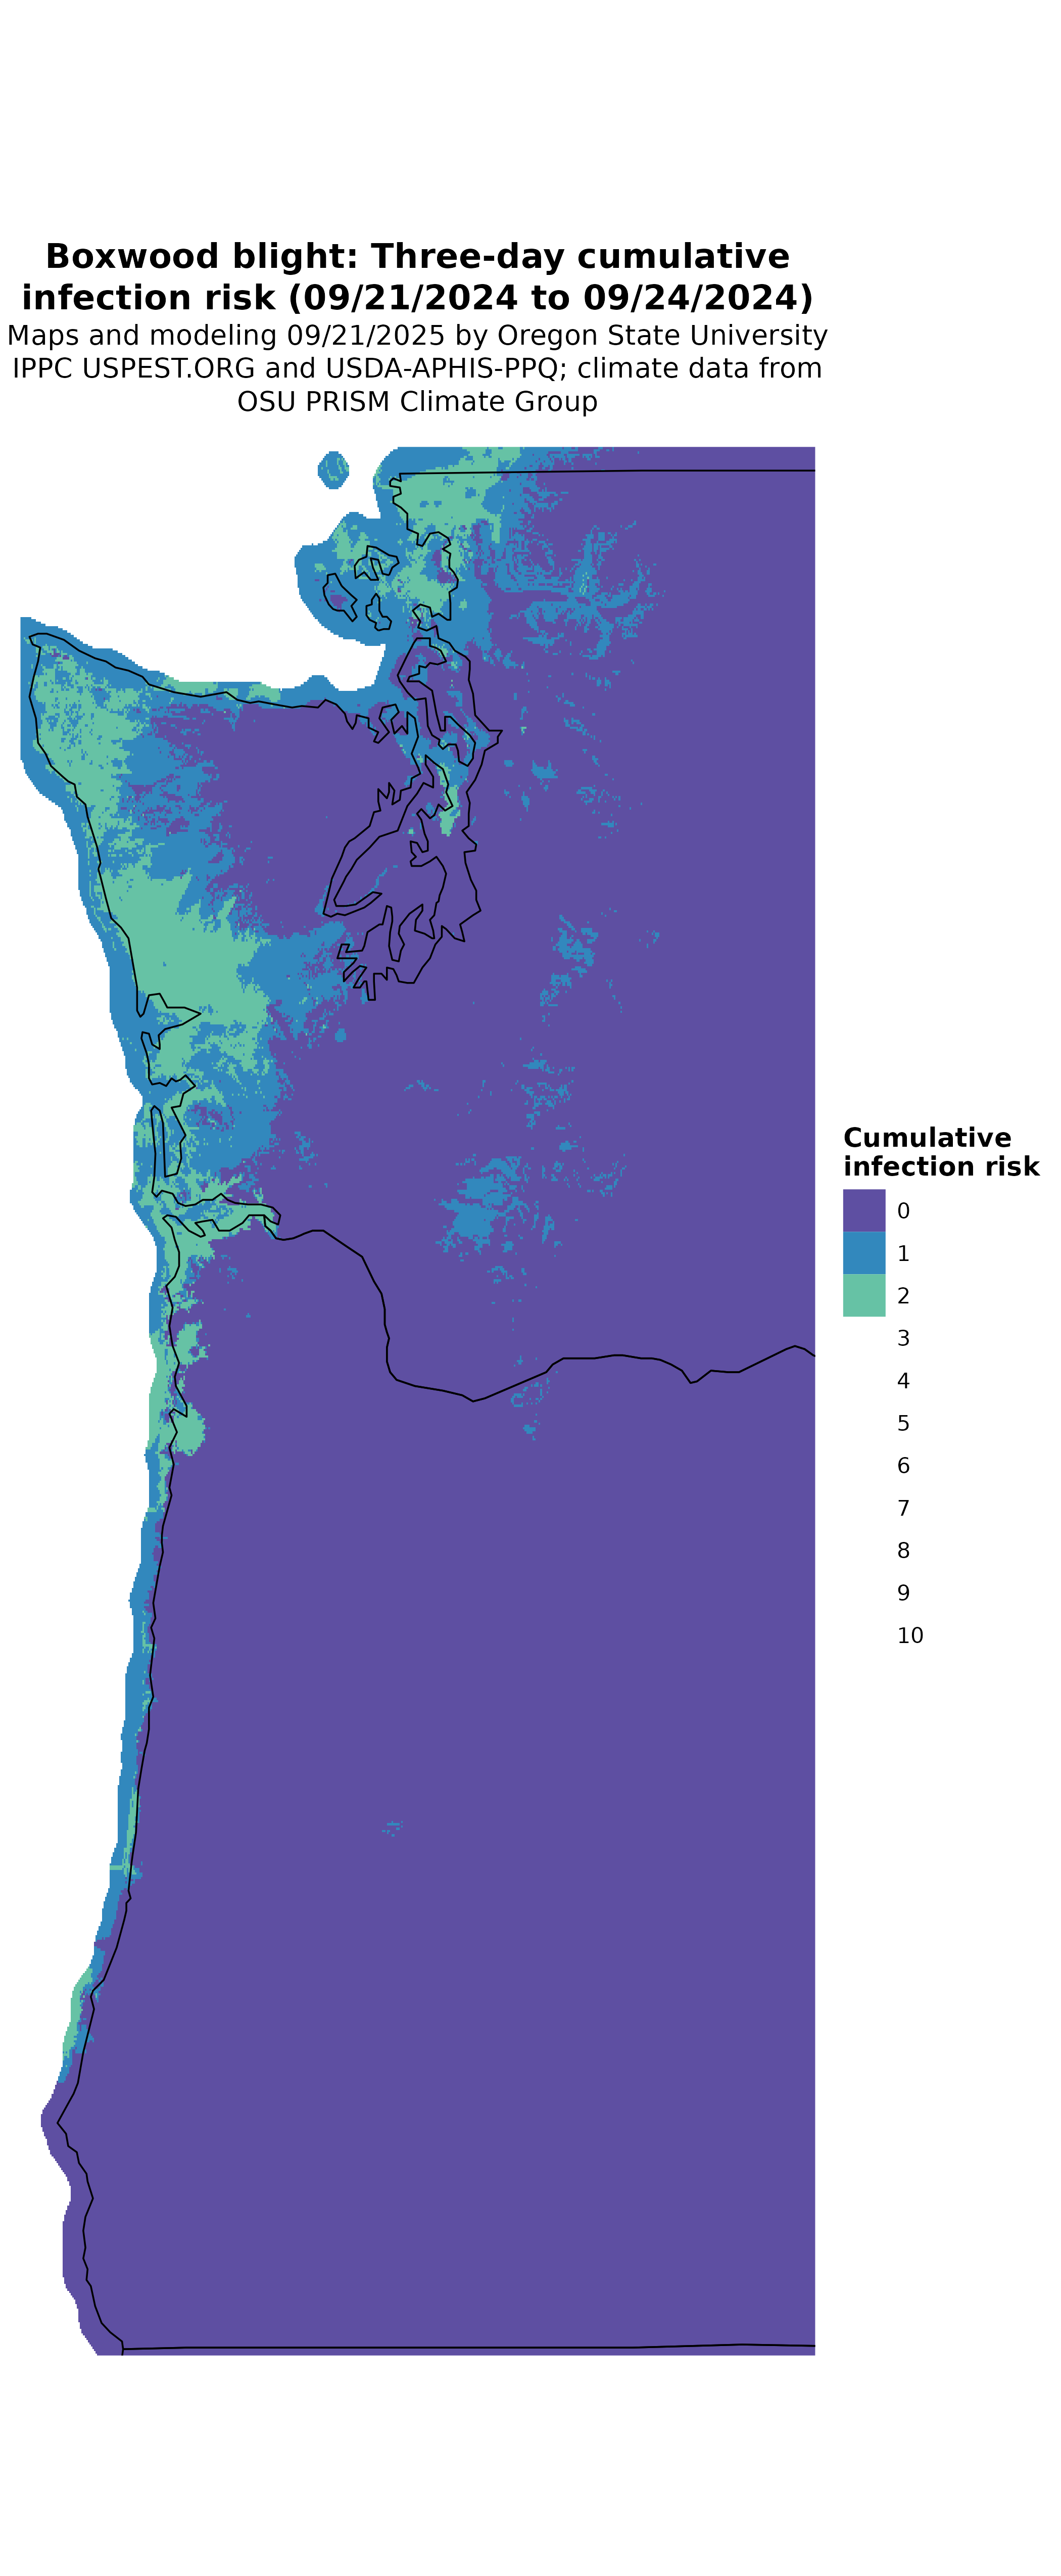 Boxwood blight: Three-day cumulative
infection risk (09/21/2024 to 09/24/2024)
Maps and modeling 09/21/2025 by Oregon State University
IPPC USPEST.ORG and USDA-APHIS-PPQ; climate data from
OSU PRISM Climate Group
Cumulative
infection risk
0
1
2
3
4
5
6
7
8
9
10